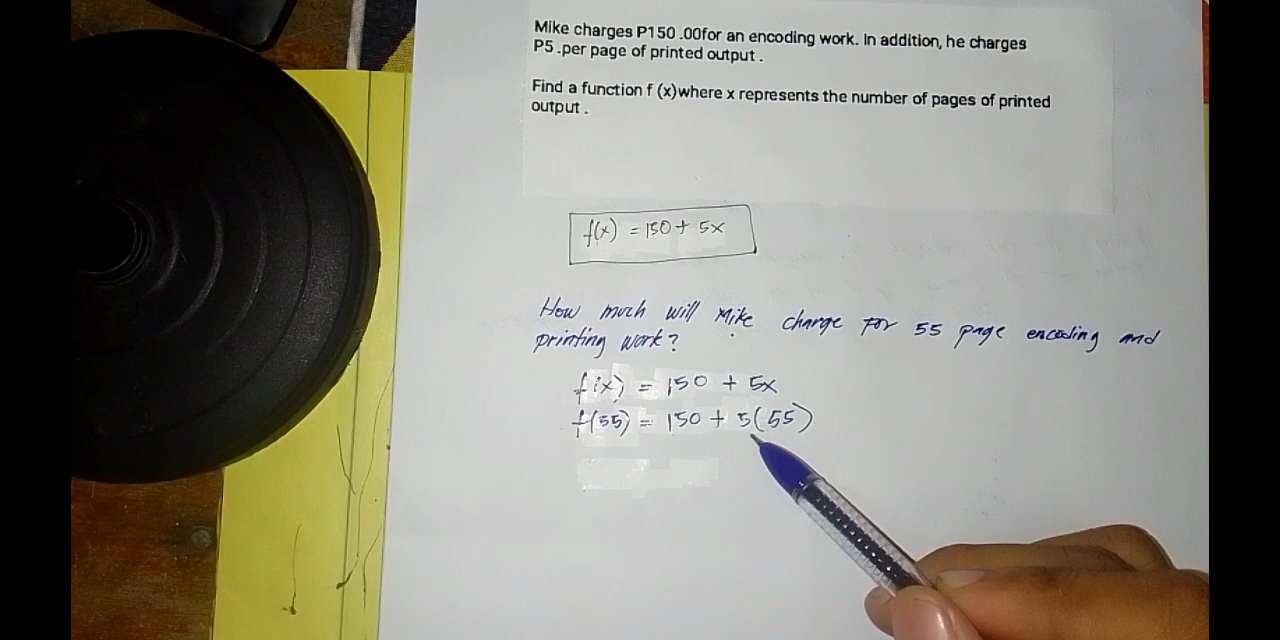 Mike charges P150 .00for an encoding work. In addition, he charges
P5 .per page of printed output .
Find a function f (x)where x represents the number of pages of printed
output .
f(x) = 150 + 5x
How much will Mike charge for 55 page encoding and
printing work?
f(x) = 150 + 5x
f(55) = 150 + 5(55)